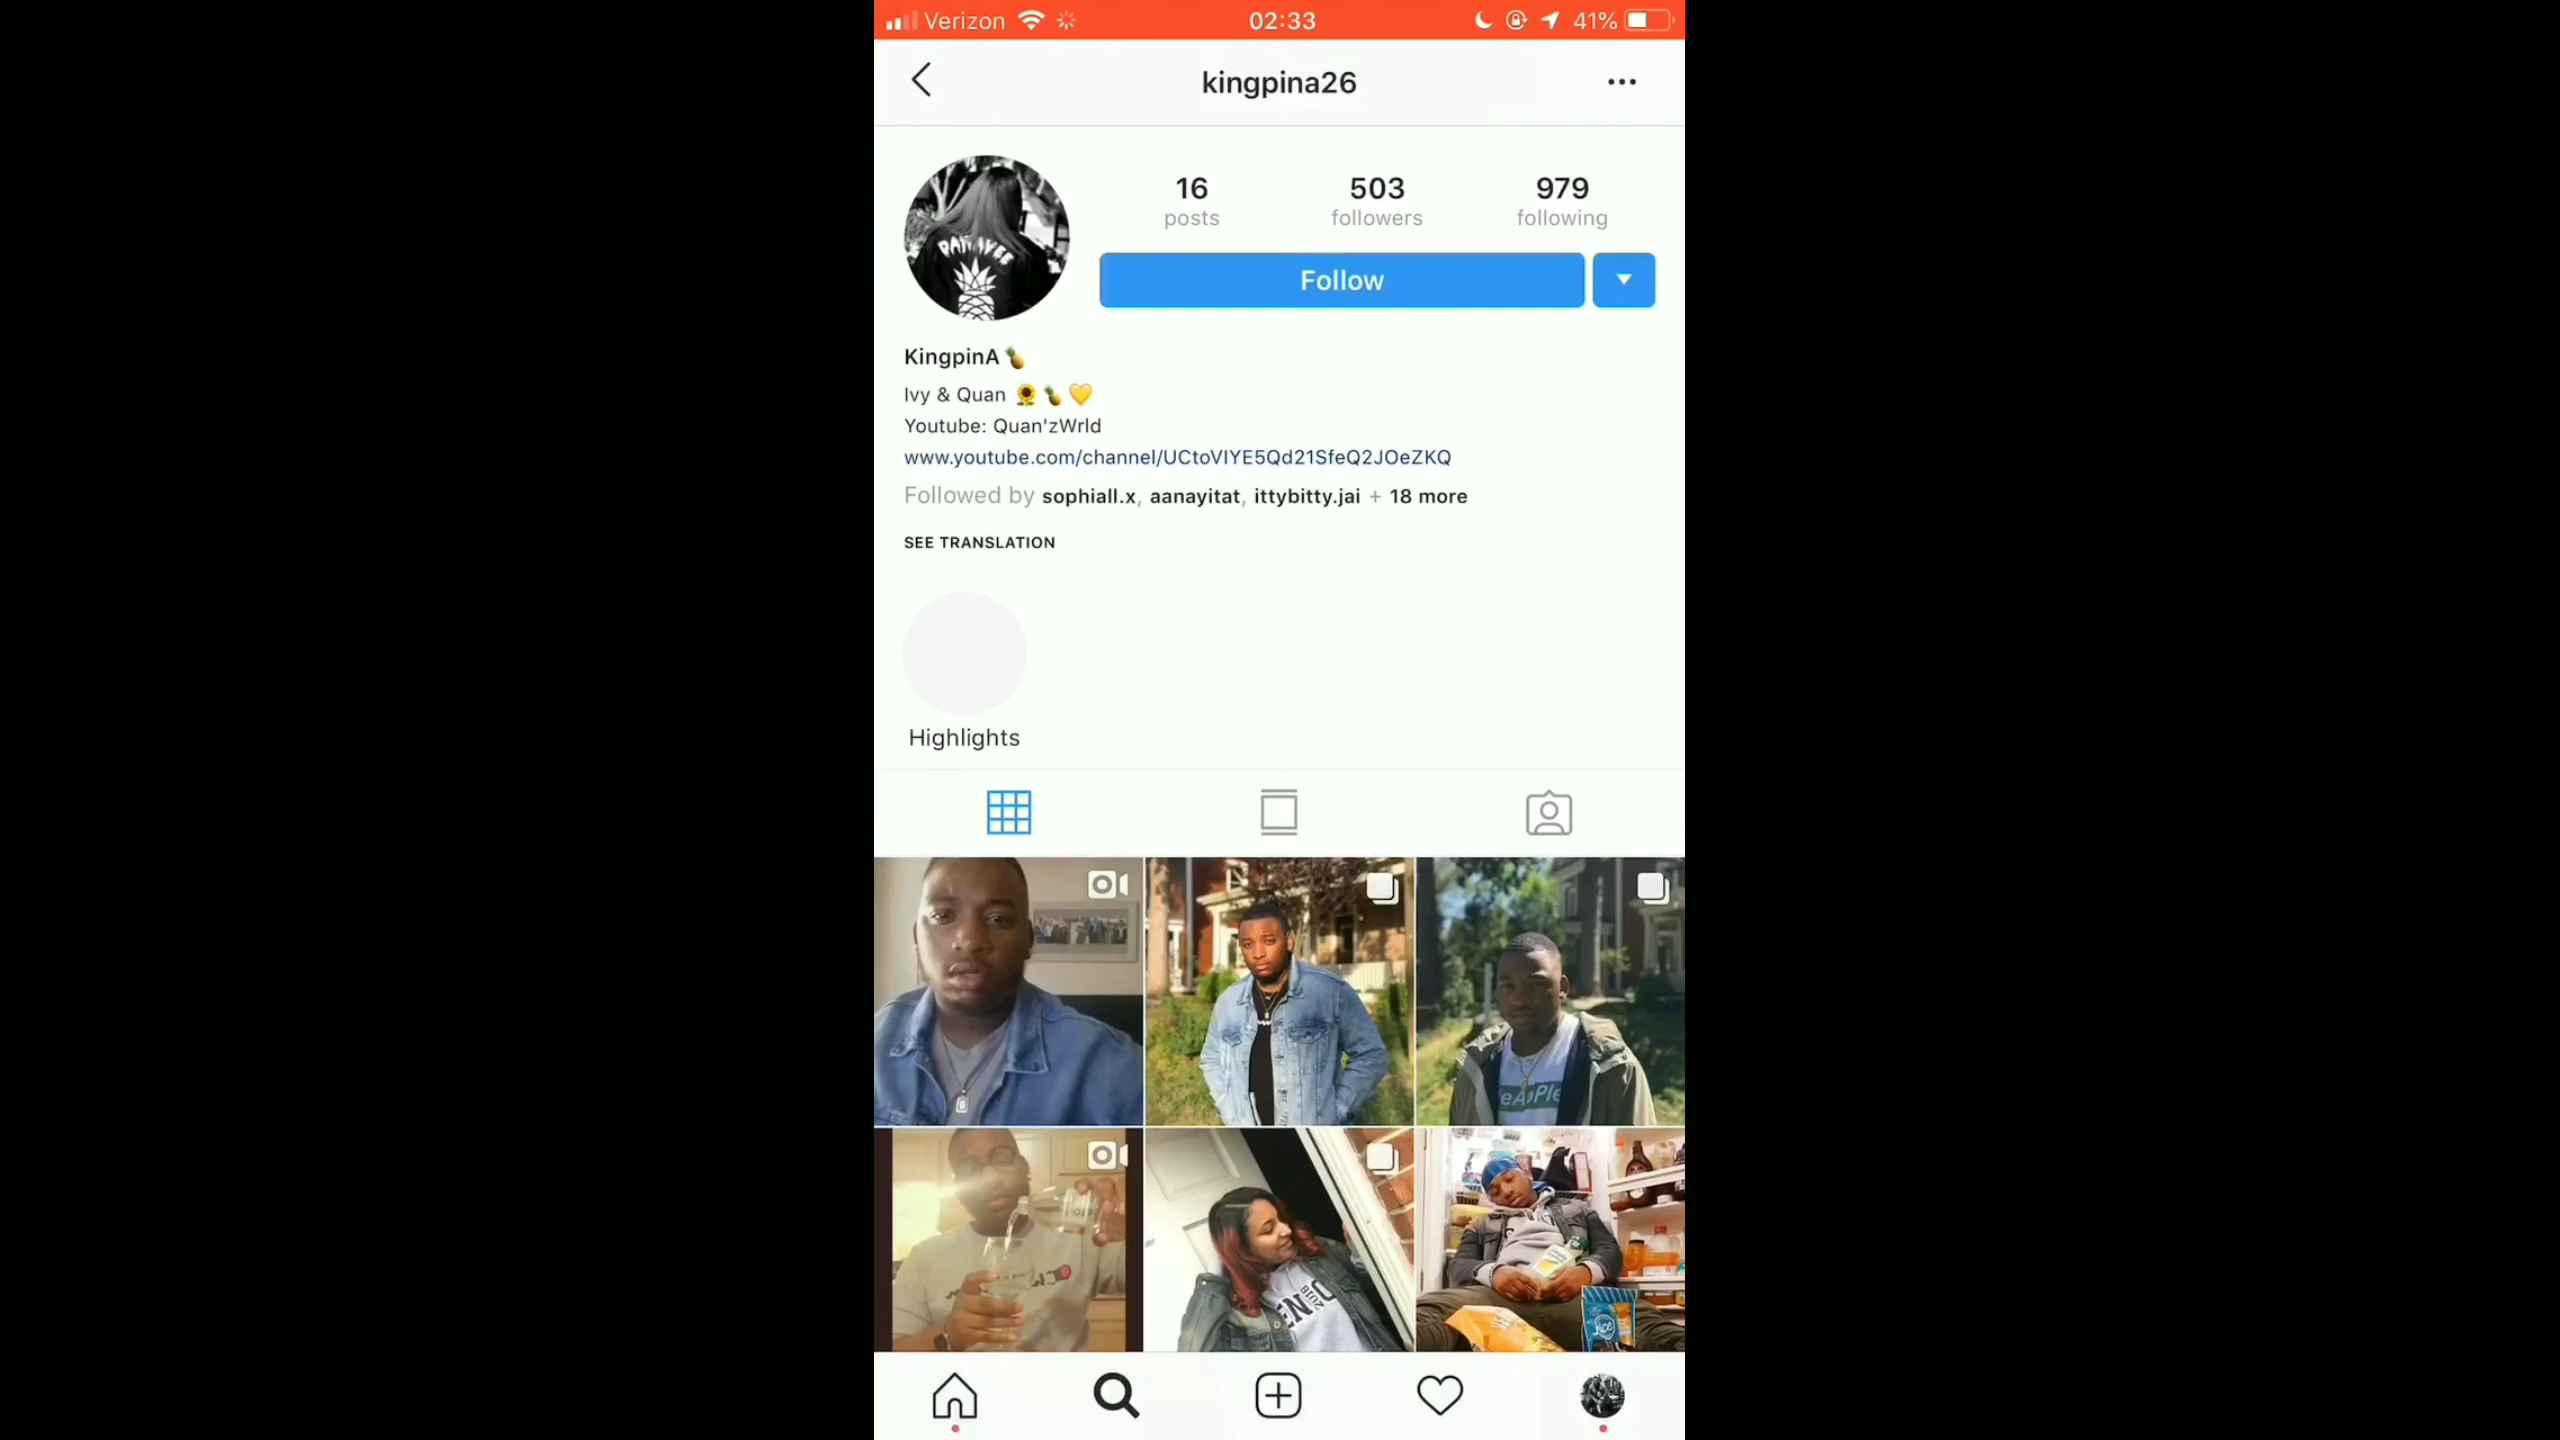 Verizon 02:33 41%
kingpina26
16 503 979
posts followers following
Follow
KingpinA🍍
Ivy & Quan 🌻🍍💛
Youtube: Quan'zWrld
www.youtube.com/channel/UCtoVIYE5Qd21SfeQ2JOeZKQ
Followed by sophiall.x, aanayitat, ittybitty.jai + 18 more
SEE TRANSLATION
Highlights